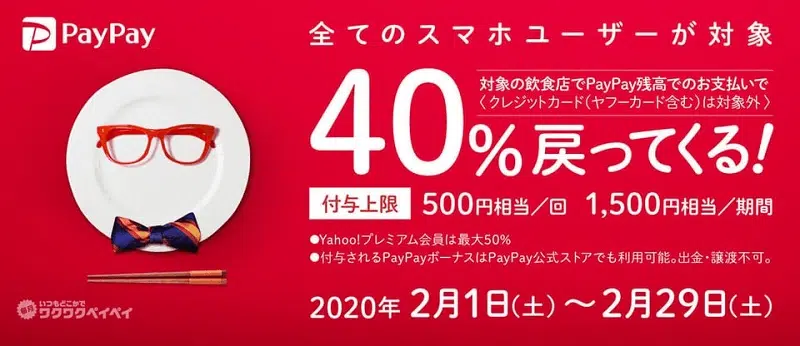 PayPay
全てのスマホユーザーが対象
対象の飲食店でPayPay残高でのお支払いで
〈クレジットカード(ヤフーカード含む)は対象外〉
40%戻ってくる!
付与上限 500円相当/回 1,500円相当/期間
●Yahoo!プレミアム会員は最大50%
●付与されるPayPayボーナスはPayPay公式ストアでも利用可能。出金・譲渡不可。
2020年 2月1日(土)〜2月29日(土)
いつもどこかで
ワクワクペイペイ